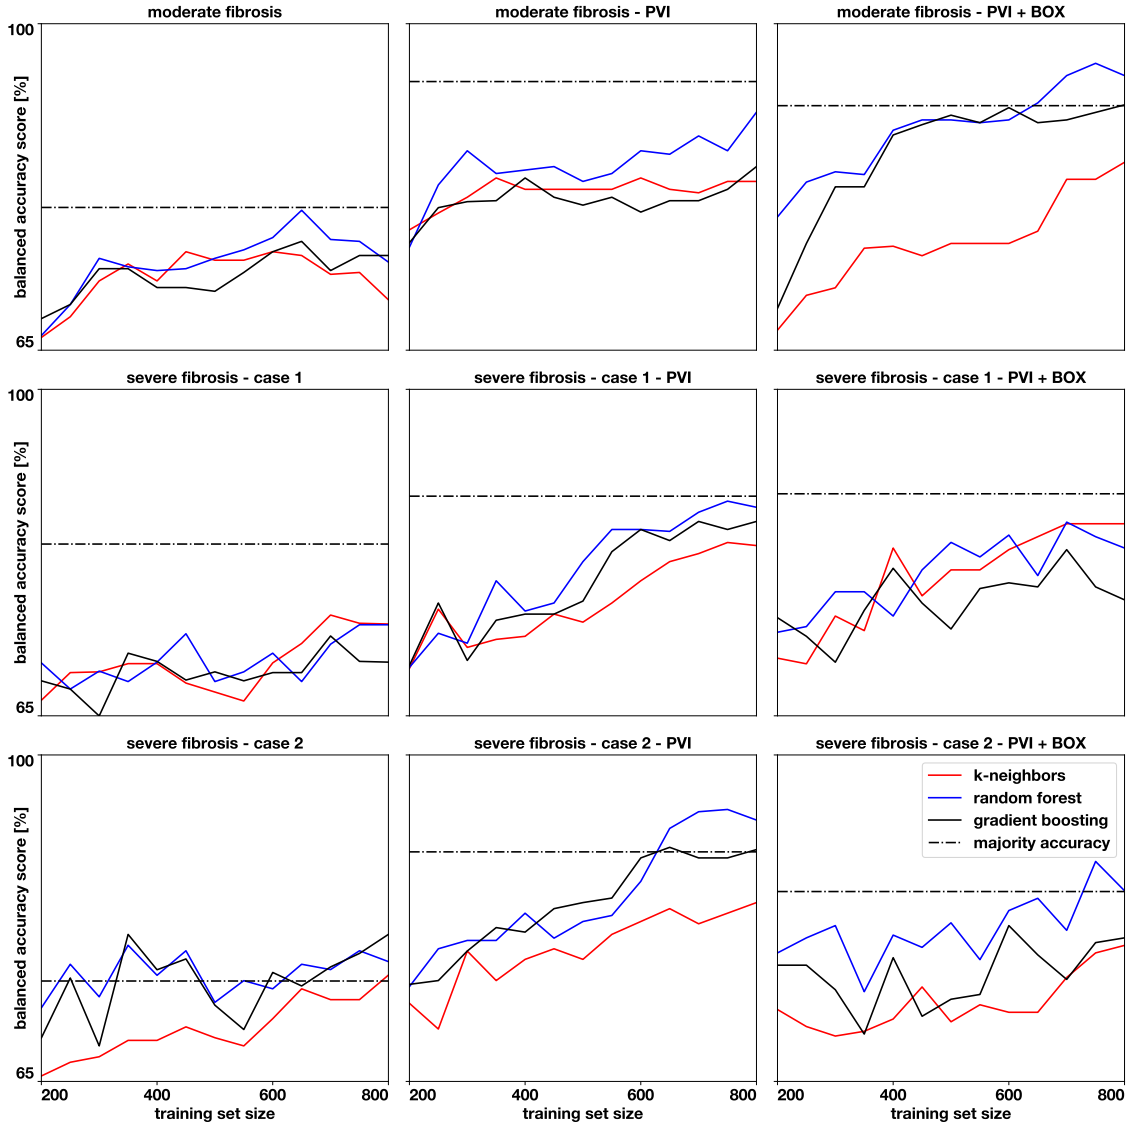 moderate fibrosis
moderate fibrosis - PVI
moderate fibrosis - PVI + BOX
100
balanced accuracy score [%]
65
severe fibrosis - case 1
severe fibrosis - case 1 - PVI
severe fibrosis - case 1 - PVI + BOX
100
balanced accuracy score [%]
65
severe fibrosis - case 2
severe fibrosis - case 2 - PVI
severe fibrosis - case 2 - PVI + BOX
100
balanced accuracy score [%]
65
k-neighbors
random forest
gradient boosting
majority accuracy
200 400 600 800
200 400 600 800
200 400 600 800
training set size
training set size
training set size